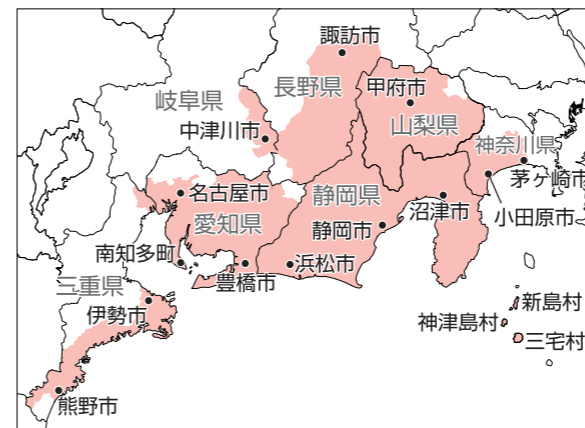 諏訪市
長野県
甲府市
岐阜県
山梨県
中津川市
神奈川県
茅ヶ崎市
名古屋市
静岡県
沼津市
小田原市
愛知県
静岡市
南知多町
浜松市
豊橋市
三重県
伊勢市
新島村
神津島村
三宅村
熊野市